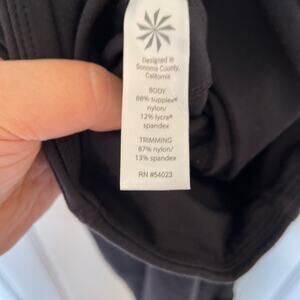 Designed in
Sonoma County,
California
BODY
88% supplex®
nylon/
12% lycra®
spandex
TRIMMING
87% nylon/
13% spandex
RN #54023